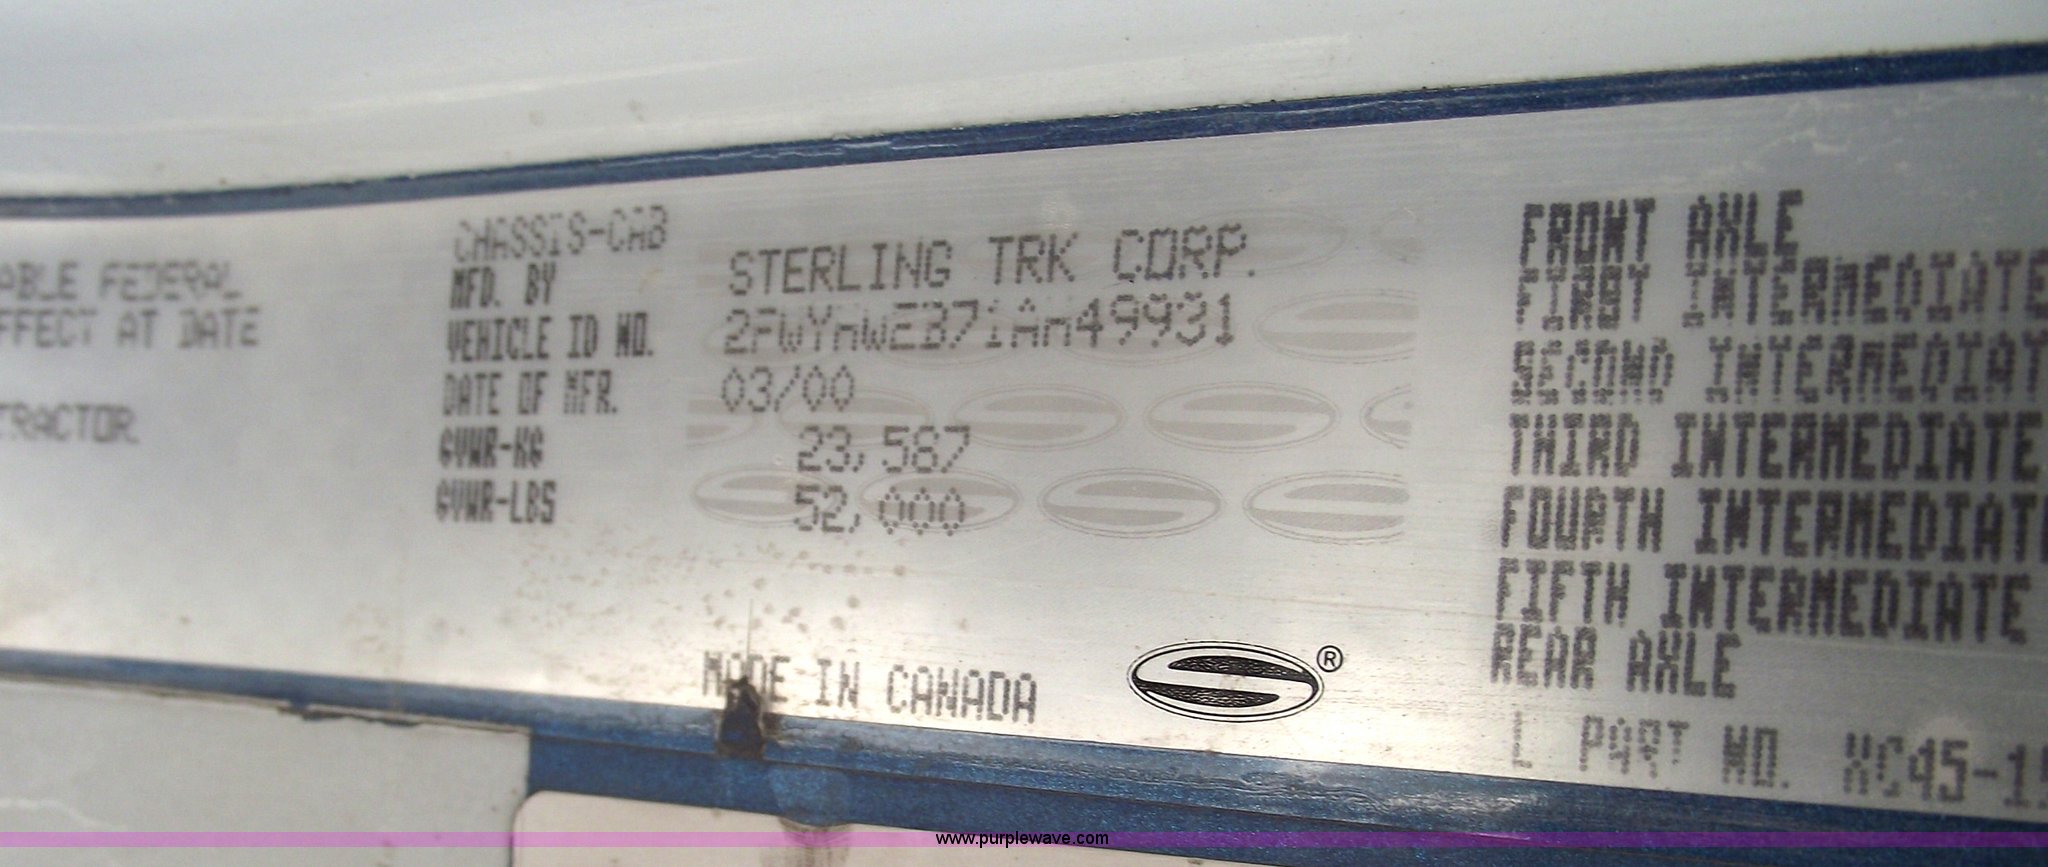 ABLE FEDERAL
FFECT AT DATE
TRACTOR
CHASSIS-CAB
MFD. BY STERLING TRK CORP.
VEHICLE ID NO. 2FWYHWEB71AH49931
DATE OF MFR. 03/00
GVWR-KG 23,587
GVWR-LBS 52,000
MADE IN CANADA
®
FRONT AXLE
FIRST INTERMEDIATE
SECOND INTERMEDIAT
THIRD INTERMEDIATE
FOURTH INTERMEDIATE
FIFTH INTERMEDIATE
REAR AXLE
PART NO.
www.purplewave.com